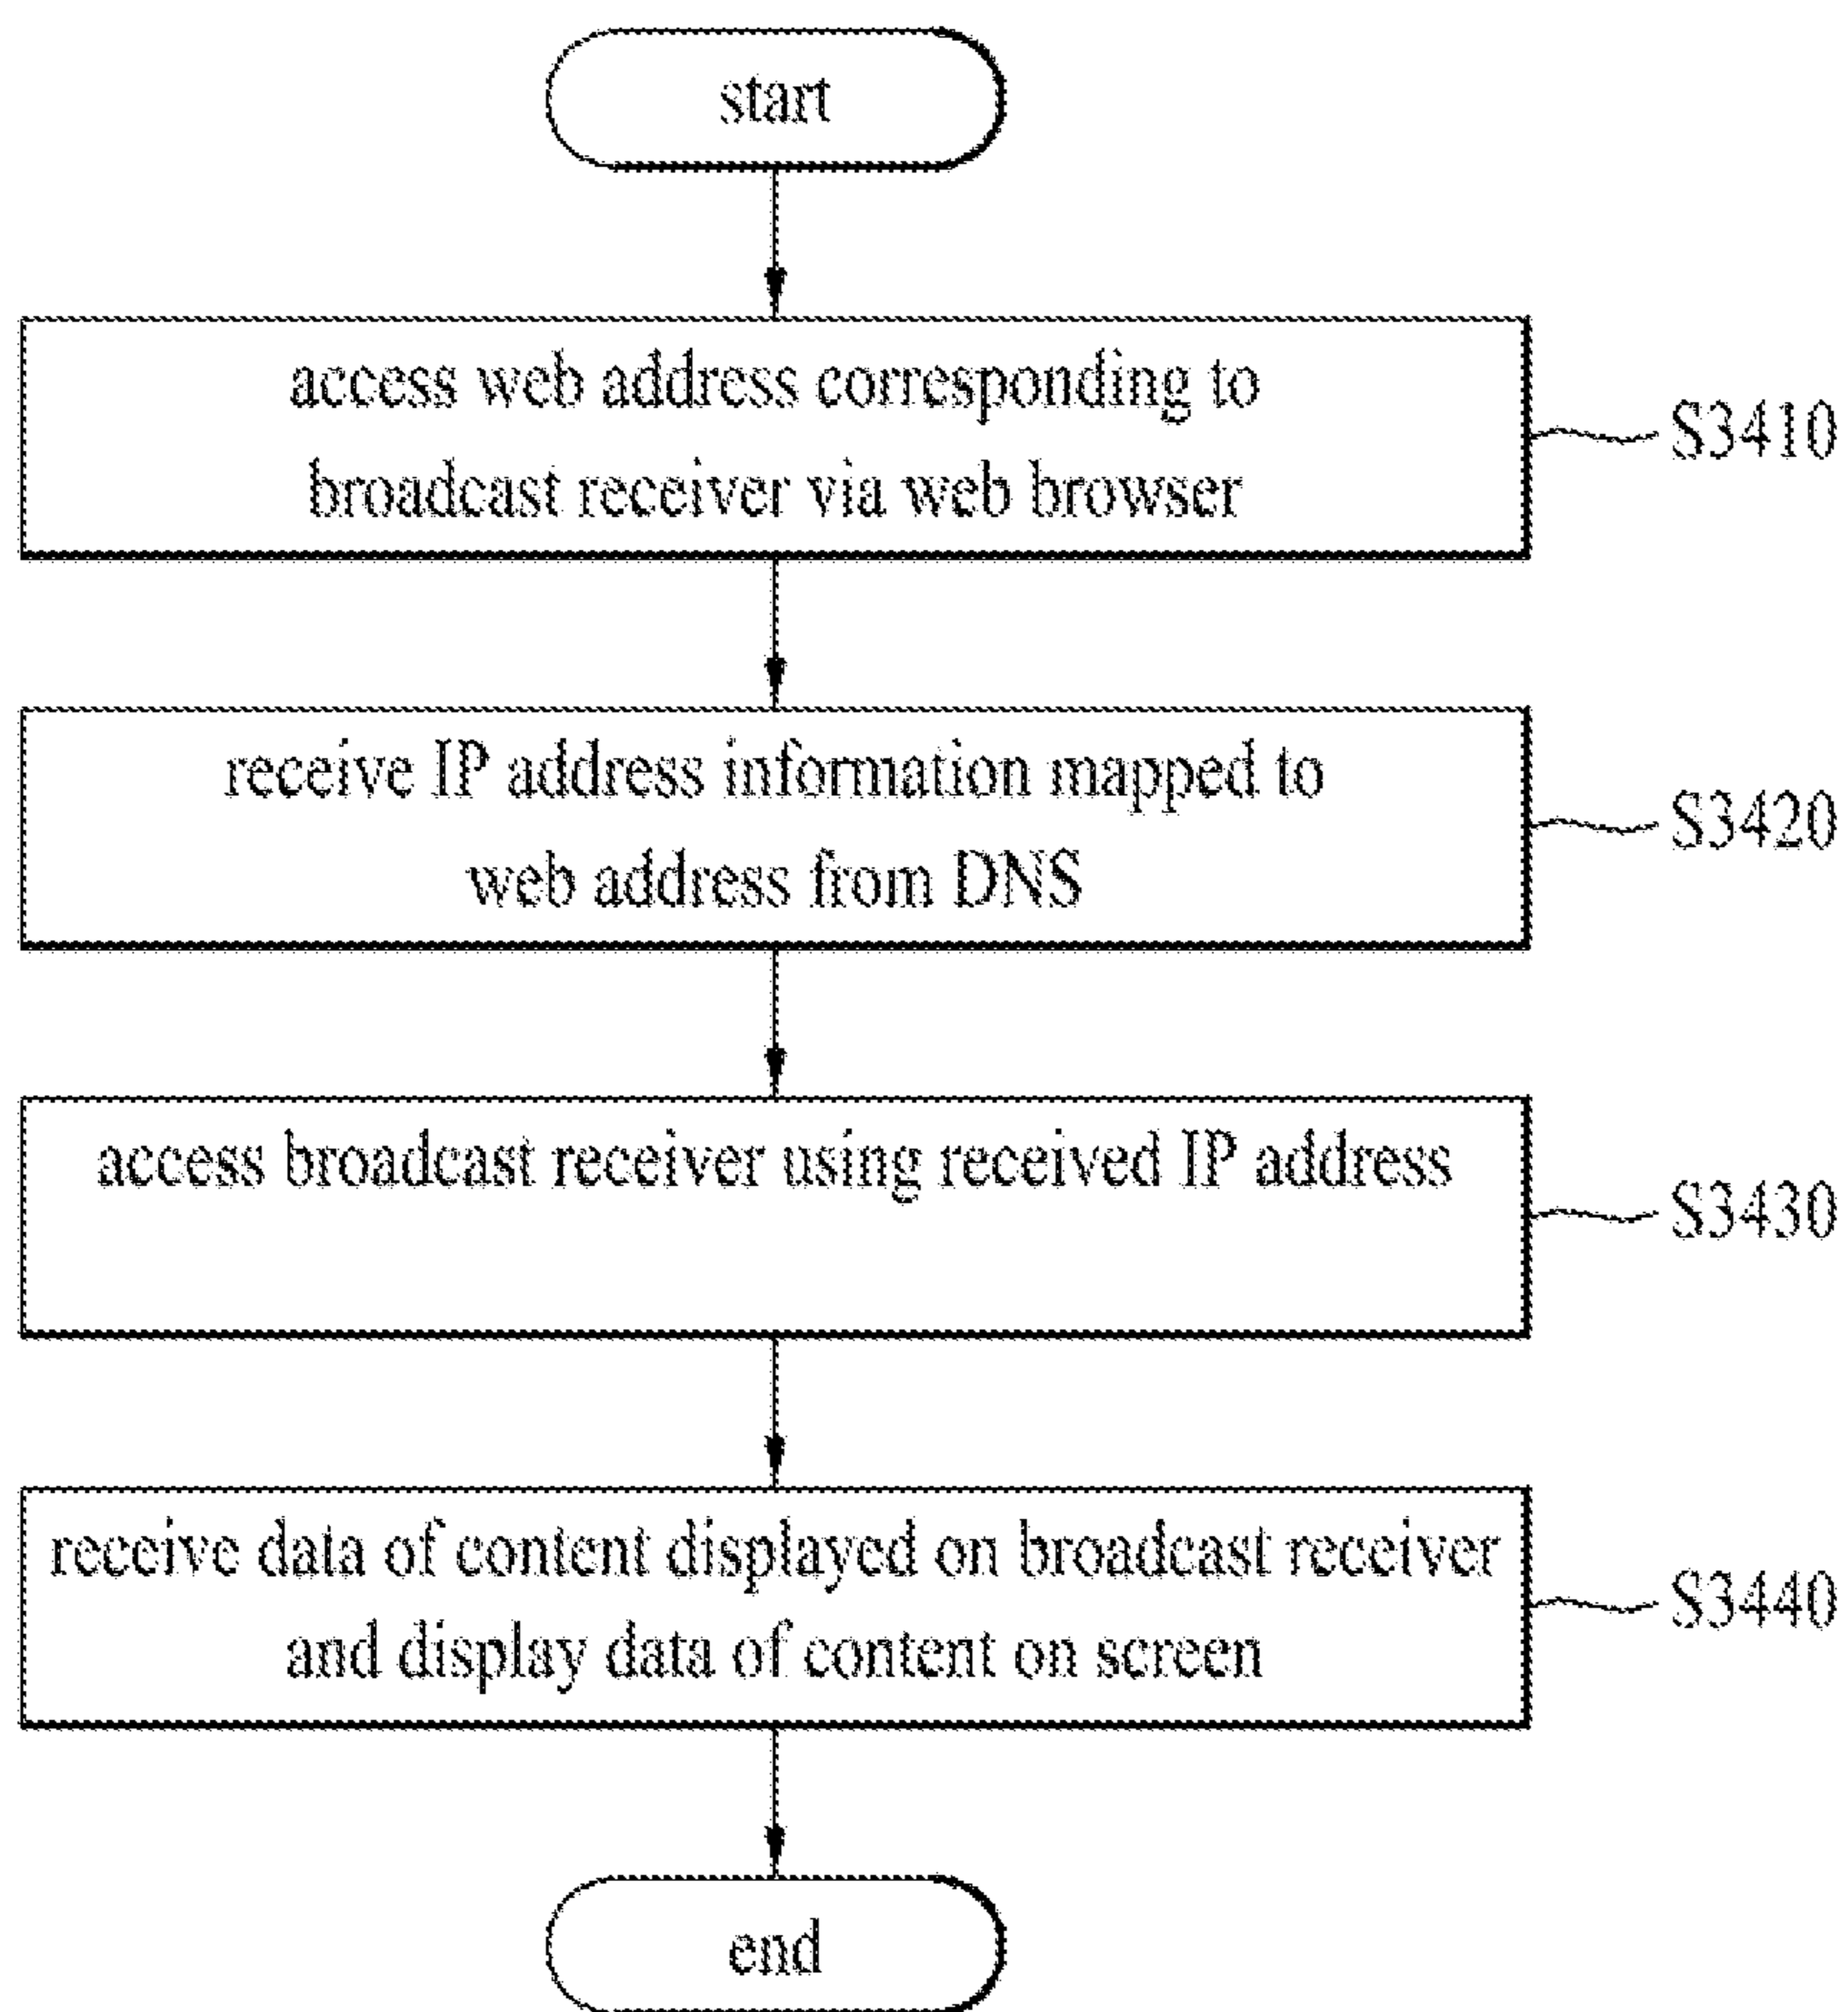 start
access web address corresponding to
broadcast receiver via web browser
S3410
receive IP address information mapped to
web address from DNS
S3420
access broadcast receiver using received IP address
S3430
receive data of content displayed on broadcast receiver
and display data of content on screen
S3440
end